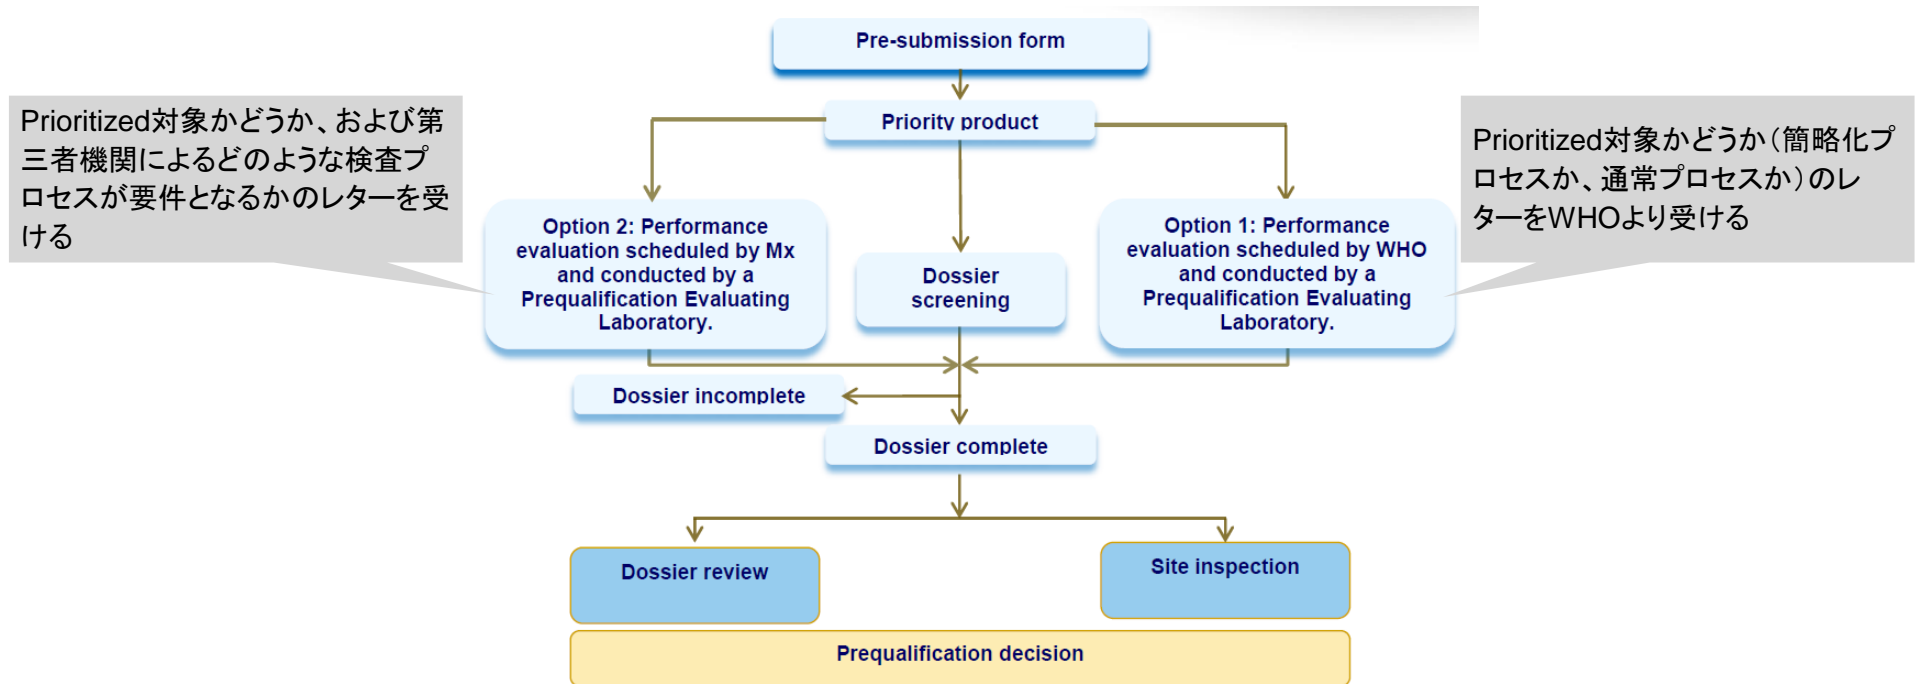 Pre-submission form
Priority product
Prioritized対象かどうか、および第
三者機関によるどのような検査プ
ロセスが要件となるかのレターを受
ける
Prioritized対象かどうか（簡略化プ
ロセスか、通常プロセスか）のレ
ターをWHOより受ける
Option 2: Performance
evaluation scheduled by Mx
and conducted by a
Prequalification Evaluating
Laboratory.
Dossier
screening
Option 1: Performance
evaluation scheduled by WHO
and conducted by a
Prequalification Evaluating
Laboratory.
Dossier incomplete
Dossier complete
Dossier review
Site inspection
Prequalification decision